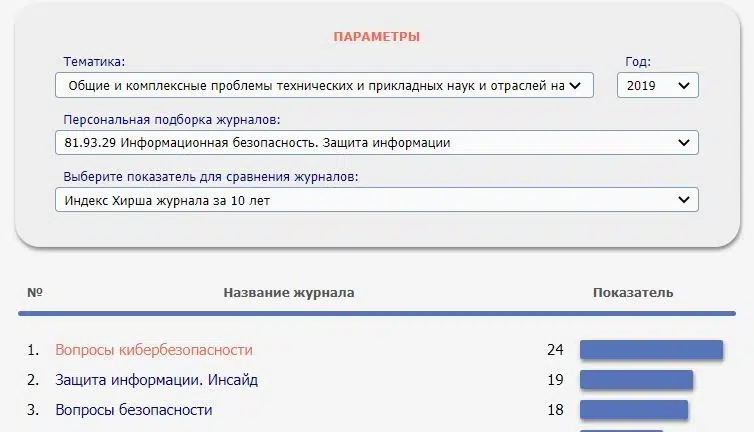 ПАРАМЕТРЫ
Тематика: Год:
Общие и комплексные проблемы технических и прикладных наук и отраслей на 2019
Персональная подборка журналов:
81.93.29 Информационная безопасность. Защита информации
Выберите показатель для сравнения журналов:
Индекс Хирша журнала за 10 лет
№ Название журнала Показатель
1. Вопросы кибербезопасности 24
2. Защита информации. Инсайд 19
3. Вопросы безопасности 18